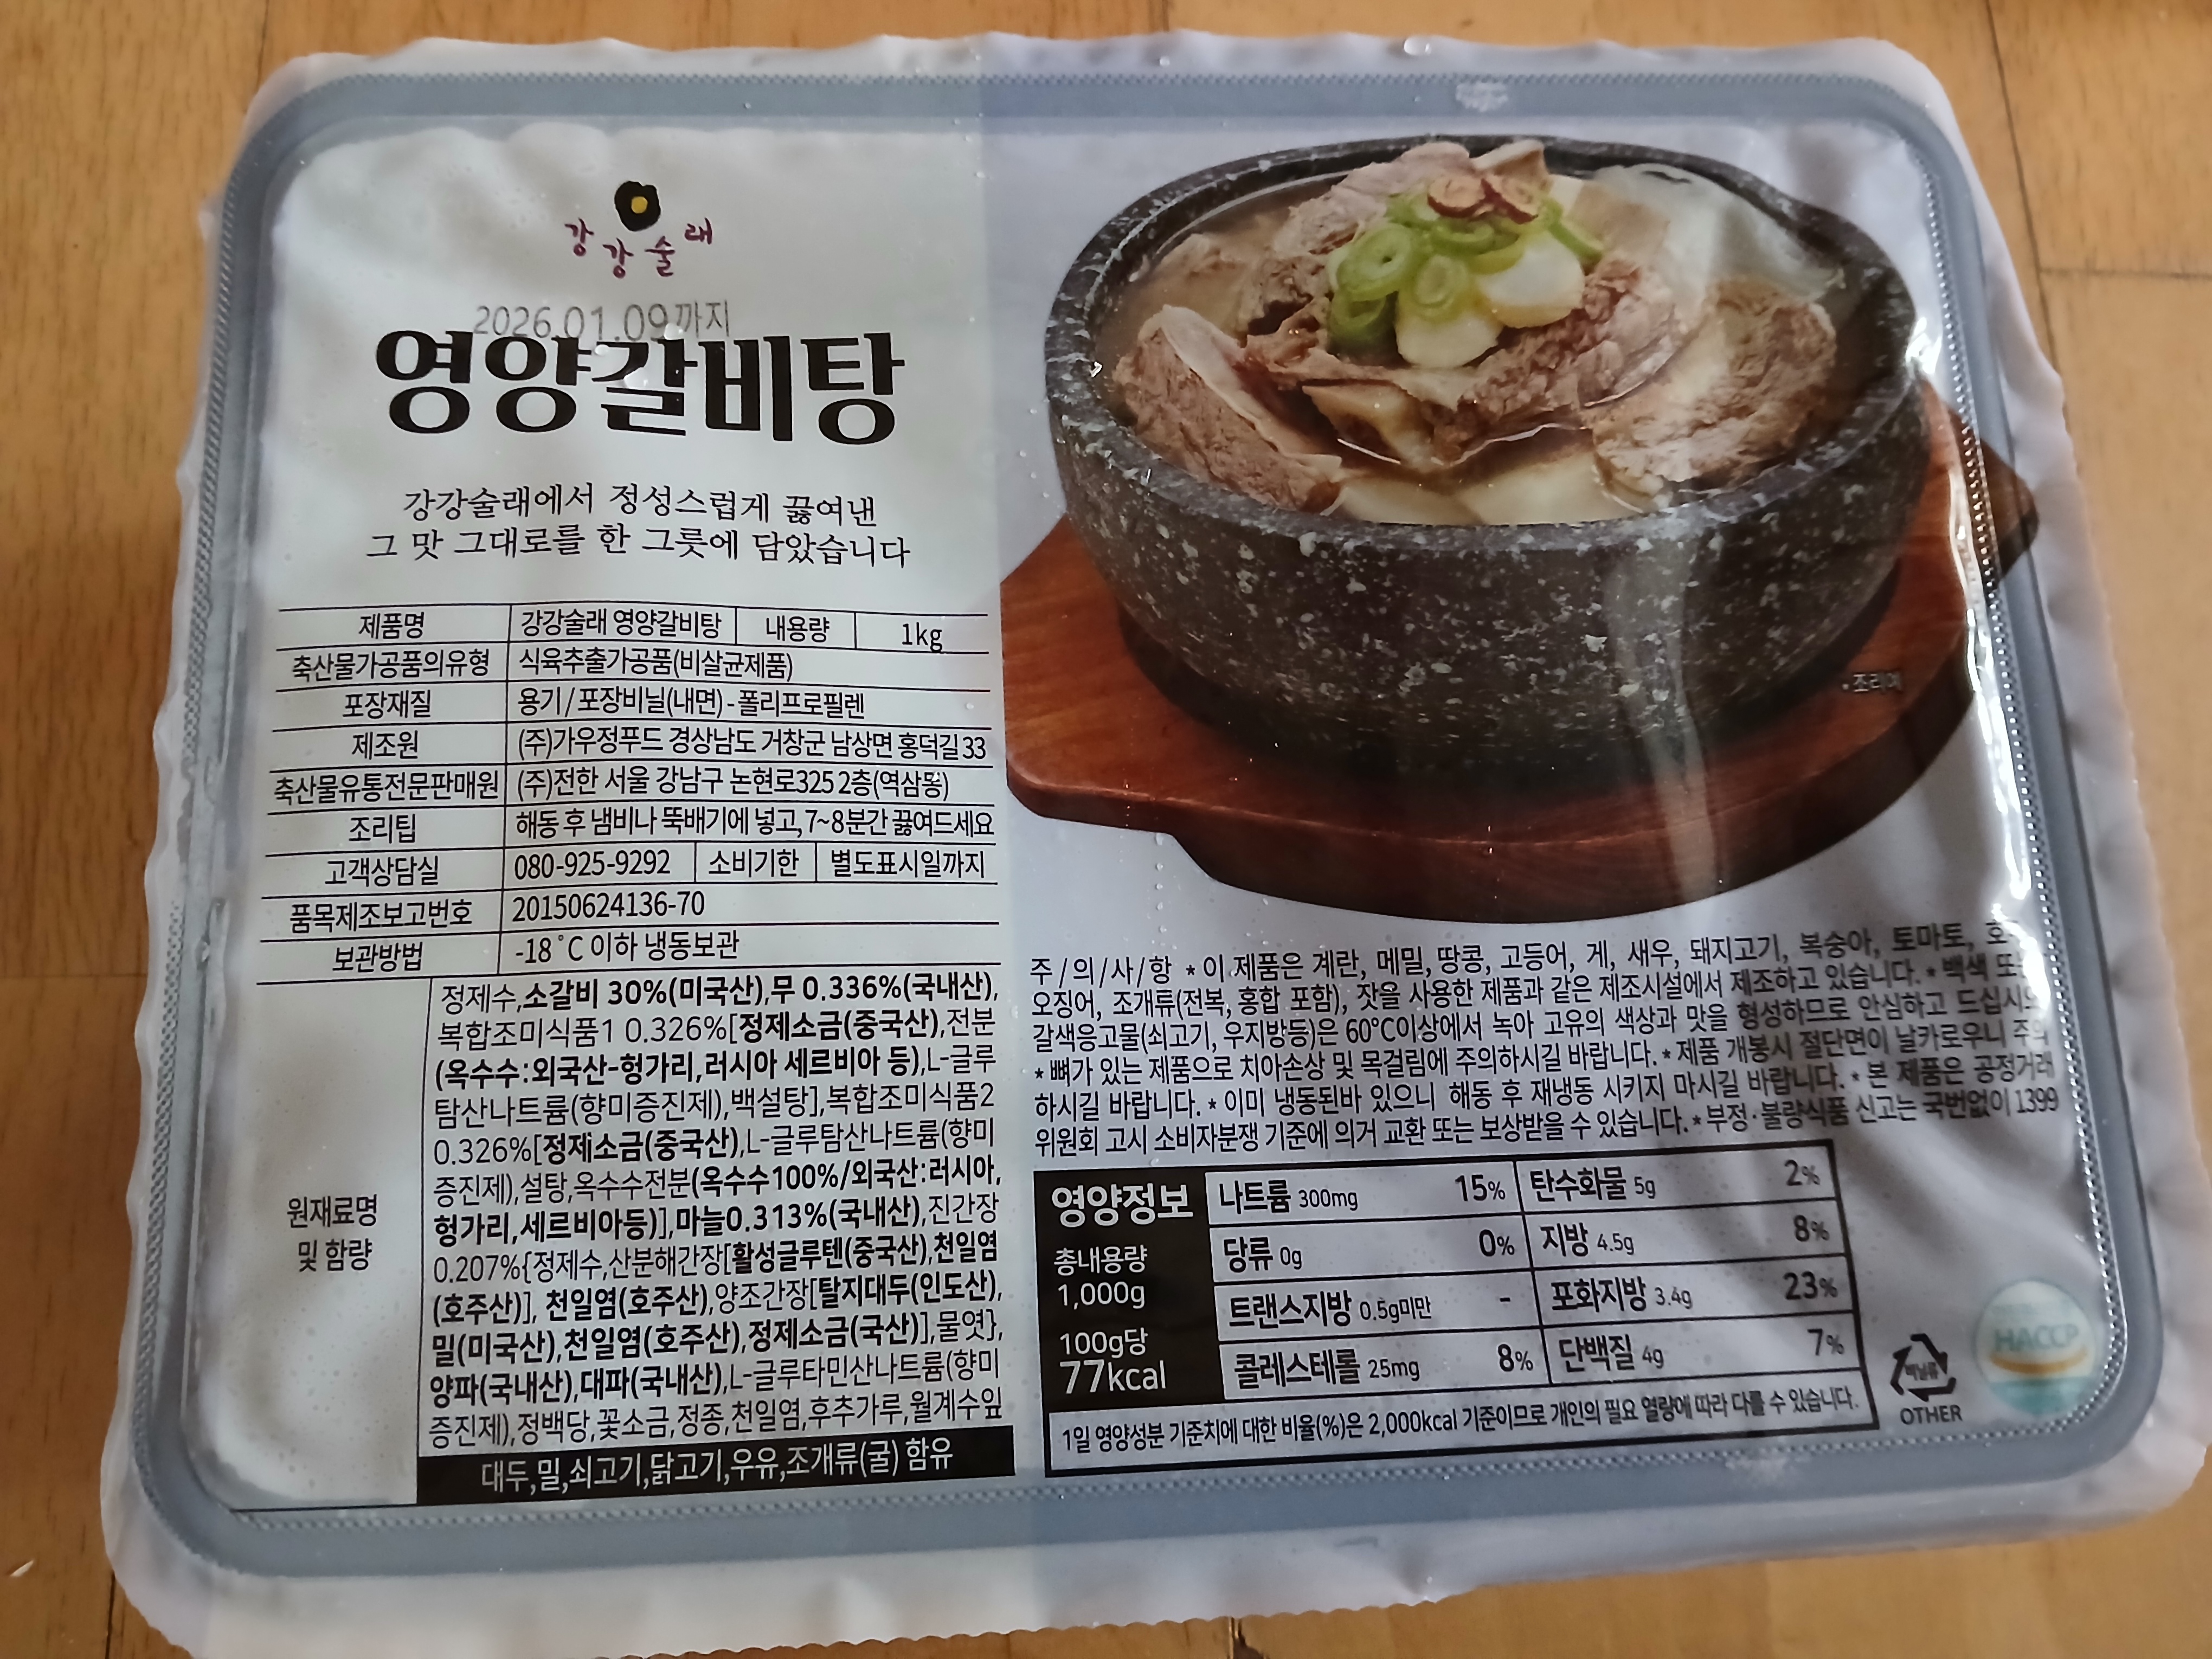 강강술래
2026.01.09까지
영양갈비탕
강강술래에서 정성스럽게 끓여낸
그 맛 그대로를 한 그릇에 담았습니다
제품명 강강술래 영양갈비탕 내용량 1kg
축산물가공품의유형 식육추출가공품(비살균제품)
포장재질 용기/포장비닐(내면)-폴리프로필렌
제조원 (주)가우정푸드 경상남도 거창군 남상면 홍덕길 33
축산물유통전문판매원 (주)전한 서울 강남구 논현로325 2층(역삼동)
조리팁 해동 후 냄비나 뚝배기에 넣고, 7~8분간 끓여드세요
고객상담실 080-925-9292 소비기한 별도표시일까지
품목제조보고번호 20150624136-70
보관방법 -18˚C 이하 냉동보관
원재료명
및 함량
정제수,소갈비 30%(미국산),무 0.336%(국내산),
복합조미식품1 0.326%[정제소금(중국산),전분
(옥수수:외국산-헝가리,러시아 세르비아 등),L-글루
탐산나트륨(향미증진제),백설탕],복합조미식품2
0.326%[정제소금(중국산),L-글루탐산나트륨(향미
증진제),설탕,옥수수전분(옥수수100%/외국산:러시아,
헝가리,세르비아등)],마늘0.313%(국내산),진간장
0.207%{정제수,산분해간장[활성글루텐(중국산),천일염
(호주산)], 천일염(호주산),양조간장[탈지대두(인도산),
밀(미국산),천일염(호주산),정제소금(국산)],물엿},
양파(국내산),대파(국내산),L-글루타민산나트륨(향미
증진제),정백당,꽃소금,정종,천일염,후추가루,월계수잎
대두,밀,쇠고기,닭고기,우유,조개류(굴) 함유
•조리예
주/의/사/항 *이 제품은 계란, 메밀, 땅콩, 고등어, 게, 새우, 돼지고기, 복숭아, 토마토,
오징어, 조개류(전복, 홍합 포함), 잣을 사용한 제품과 같은 제조시설에서 제조하고 있습니다. *백색
갈색응고물(쇠고기, 우지방등)은 60℃이상에서 녹아 고유의 색상과 맛을 형성하므로 안심하고
*뼈가 있는 제품으로 치아손상 및 목걸림에 주의하시길 바랍니다. *제품 개봉시 절단면이 날카로우니 주의
하시길 바랍니다. *이미 냉동된바 있으니 해동 후 재냉동 시키지 마시길 바랍니다. *본 제품은 공정거래
위원회 고시 소비자분쟁 기준에 의거 교환 또는 보상받을 수 있습니다. *부정·불량식품 신고는 국번없이 1399
영양정보
총내용량
1,000g
100g당
77kcal
나트륨 300mg 15% 탄수화물 5g 2%
당류 0g 0% 지방 4.5g 8%
트랜스지방 0.5g미만 - 포화지방 3.4g 23%
콜레스테롤 25mg 8% 단백질 4g 7%
1일 영양성분 기준치에 대한 비율(%)은 2,000kcal 기준이므로 개인의 필요 열량에 따라 다를 수 있습니다.
비닐류
OTHER
HACCP